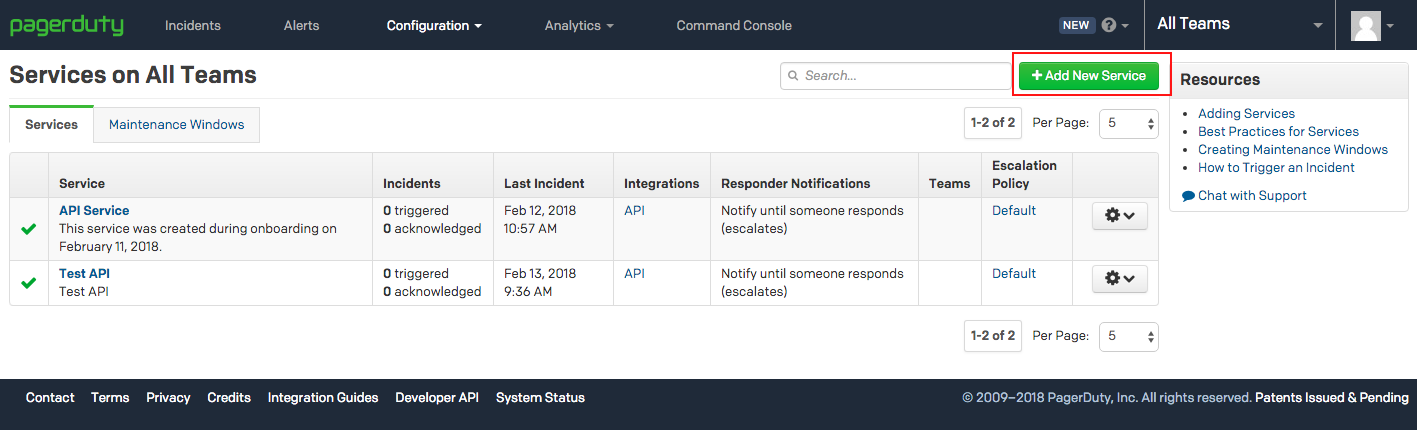 pagerduty Incidents Alerts Configuration Analytics Command Console NEW ? All Teams
Services on All Teams
Search...
+ Add New Service
Services Maintenance Windows
1-2 of 2 Per Page: 5
Service Incidents Last Incident Integrations Responder Notifications Teams Escalation Policy
API Service
This service was created during onboarding on
February 11, 2018.
0 triggered
0 acknowledged
Feb 12, 2018
10:57 AM
API
Notify until someone responds
(escalates)
Default
Test API
Test API
0 triggered
0 acknowledged
Feb 13, 2018
9:36 AM
API
Notify until someone responds
(escalates)
Default
1-2 of 2 Per Page: 5
Resources
Adding Services
Best Practices for Services
Creating Maintenance Windows
How to Trigger an Incident
Chat with Support
Contact Terms Privacy Credits Integration Guides Developer API System Status
© 2009–2018 PagerDuty, Inc. All rights reserved. Patents Issued & Pending